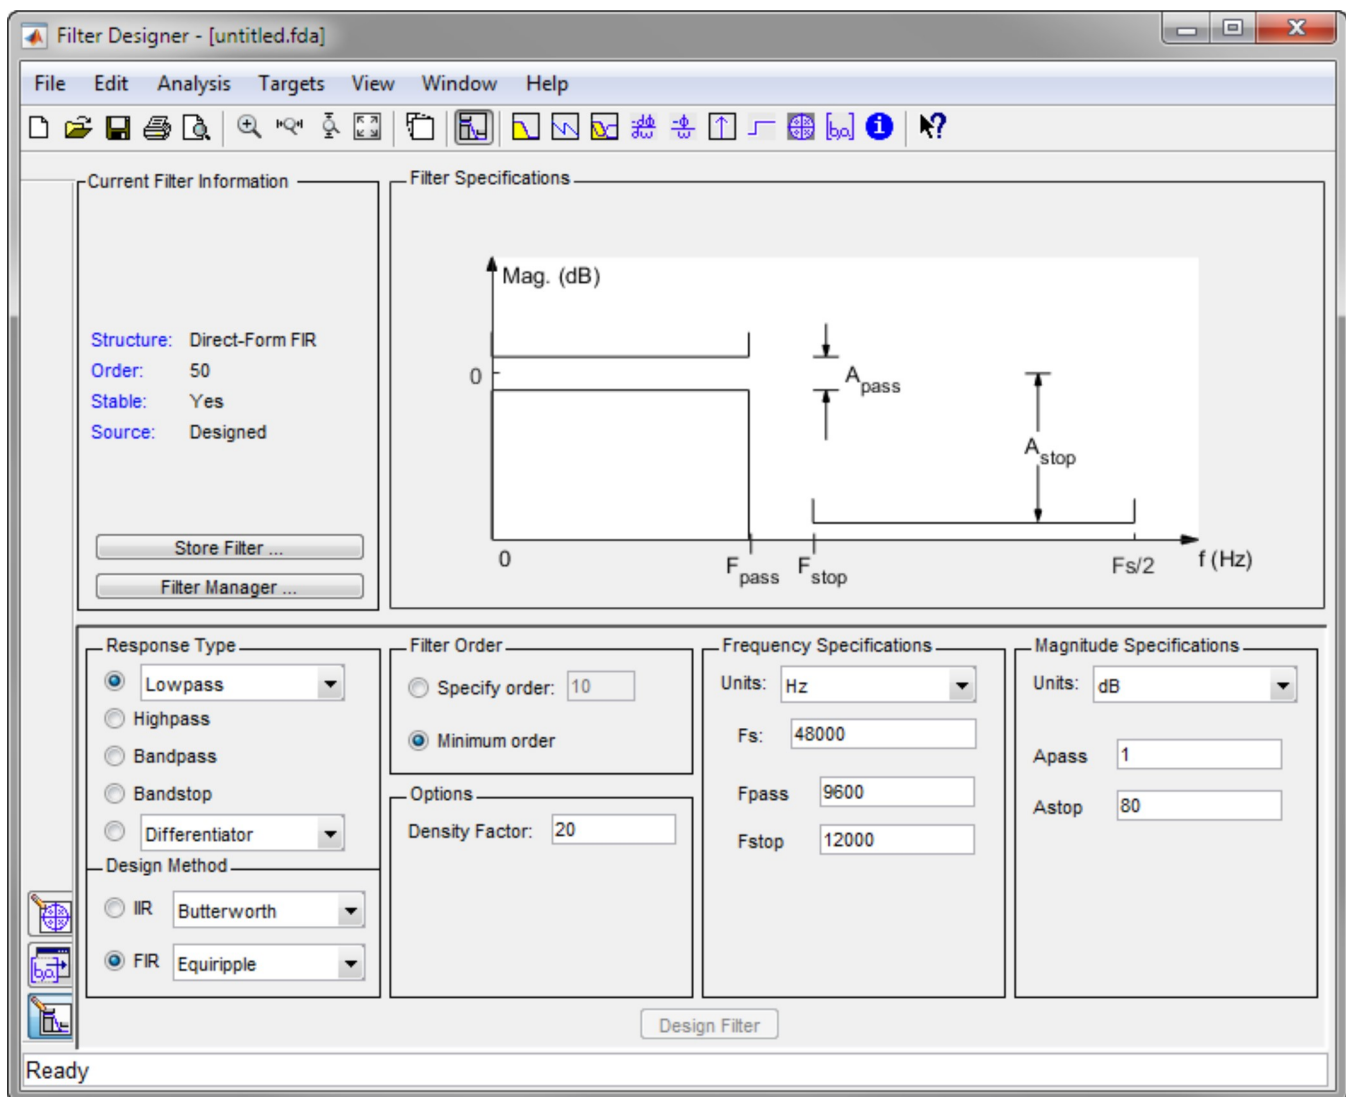 Filter Designer - [untitled.fda]
File Edit Analysis Targets View Window Help
[b,a]
Current Filter Information
Structure: Direct-Form FIR
Order: 50
Stable: Yes
Source: Designed
Store Filter ...
Filter Manager ...
Filter Specifications
Mag. (dB)
0
Apass
Astop
0 Fpass Fstop Fs/2 f (Hz)
Response Type
Lowpass
Highpass
Bandpass
Bandstop
Differentiator
Design Method
IIR Butterworth
FIR Equiripple
Filter Order
Specify order: 10
Minimum order
Options
Density Factor: 20
Frequency Specifications
Units: Hz
Fs: 48000
Fpass 9600
Fstop 12000
Magnitude Specifications
Units: dB
Apass 1
Astop 80
[b,a]
Design Filter
Ready